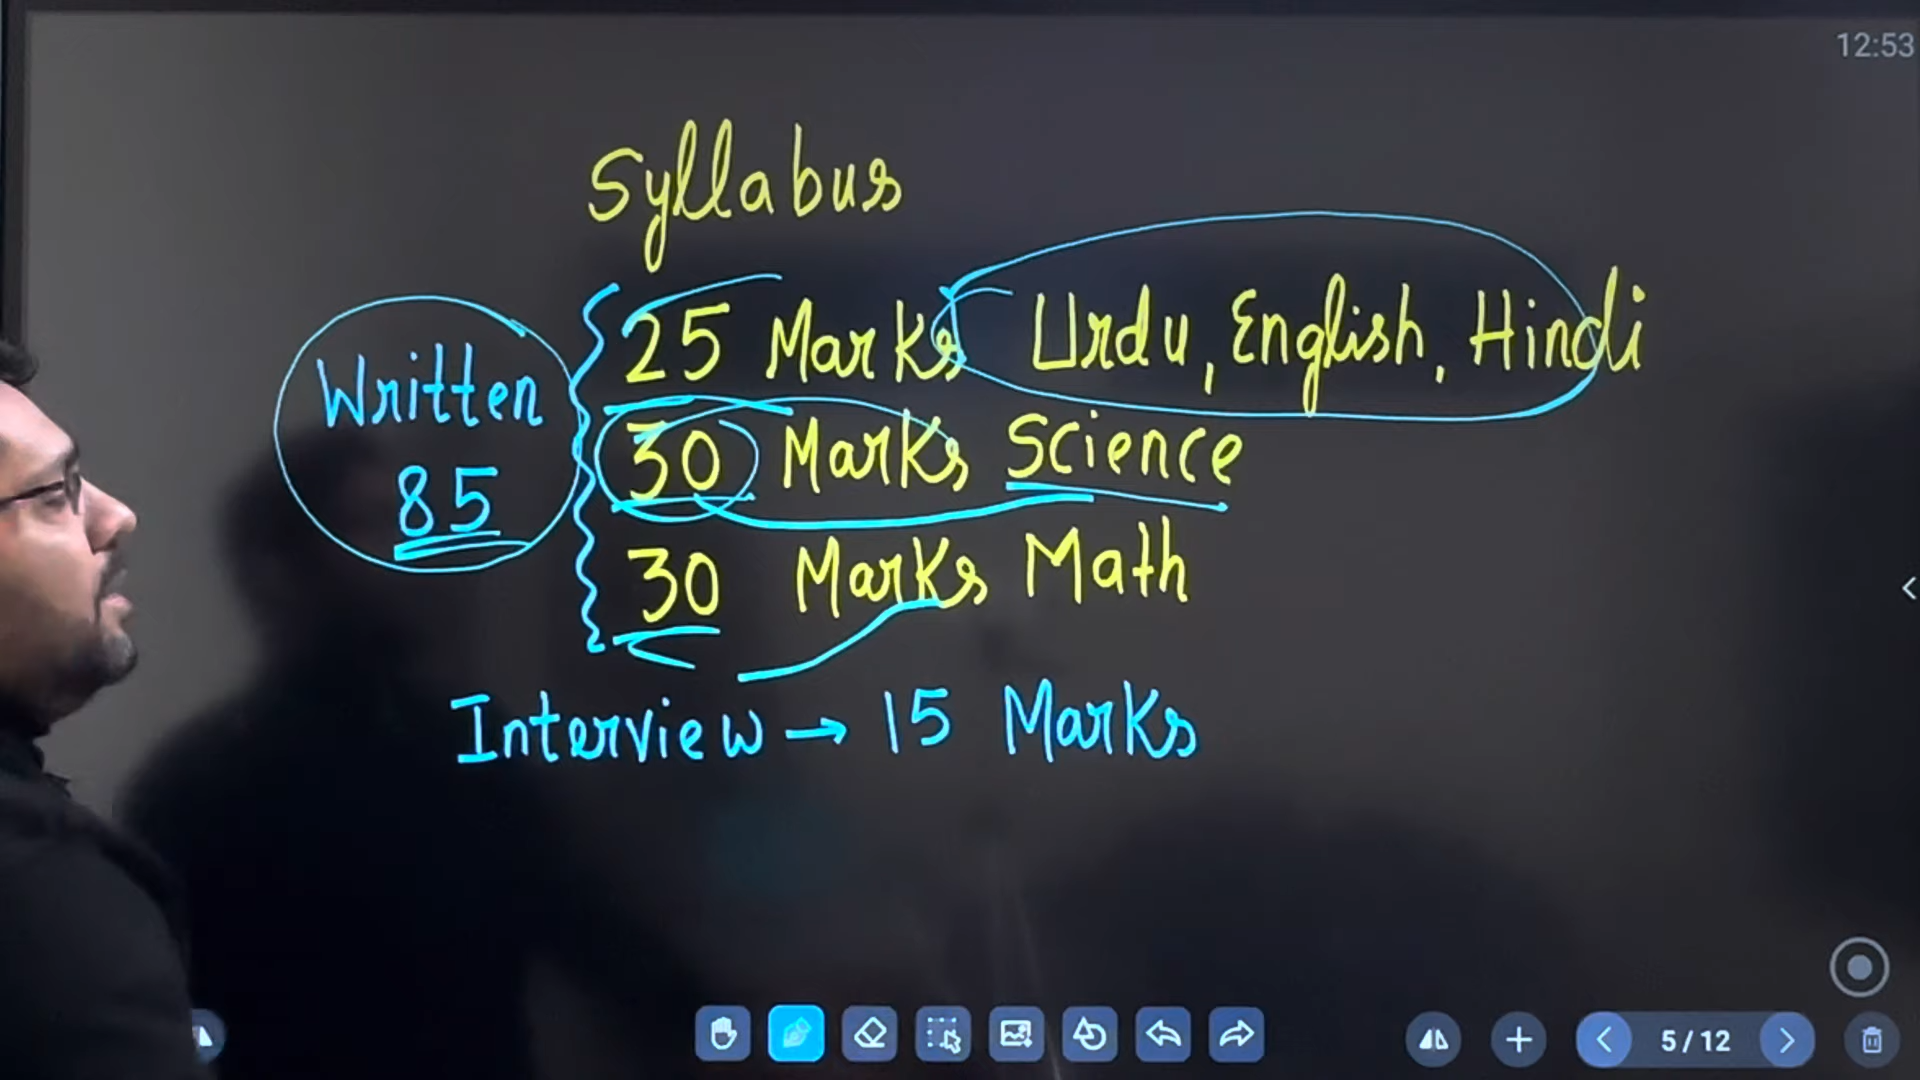 12:53
Syllabus
25 Marks Urdu, English, Hindi
Written
85
30 Marks Science
30 Marks Math
Interview → 15 Marks
5/12